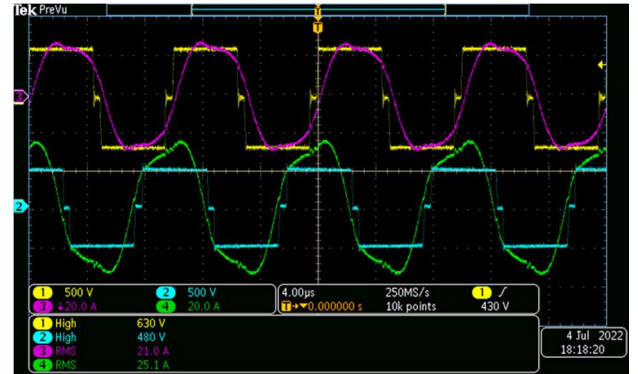 Tek PreVu
T
T
3
2
1 500 V 2 500 V
3 ↓20.0 A 4 20.0 A
4.00µs 250MS/s 1 ∫
T→▼0.000000 s 10k points 430 V
1 High 630 V
2 High 480 V
3 RMS 21.0 A
4 RMS 25.1 A
4 Jul 2022
18:18:20